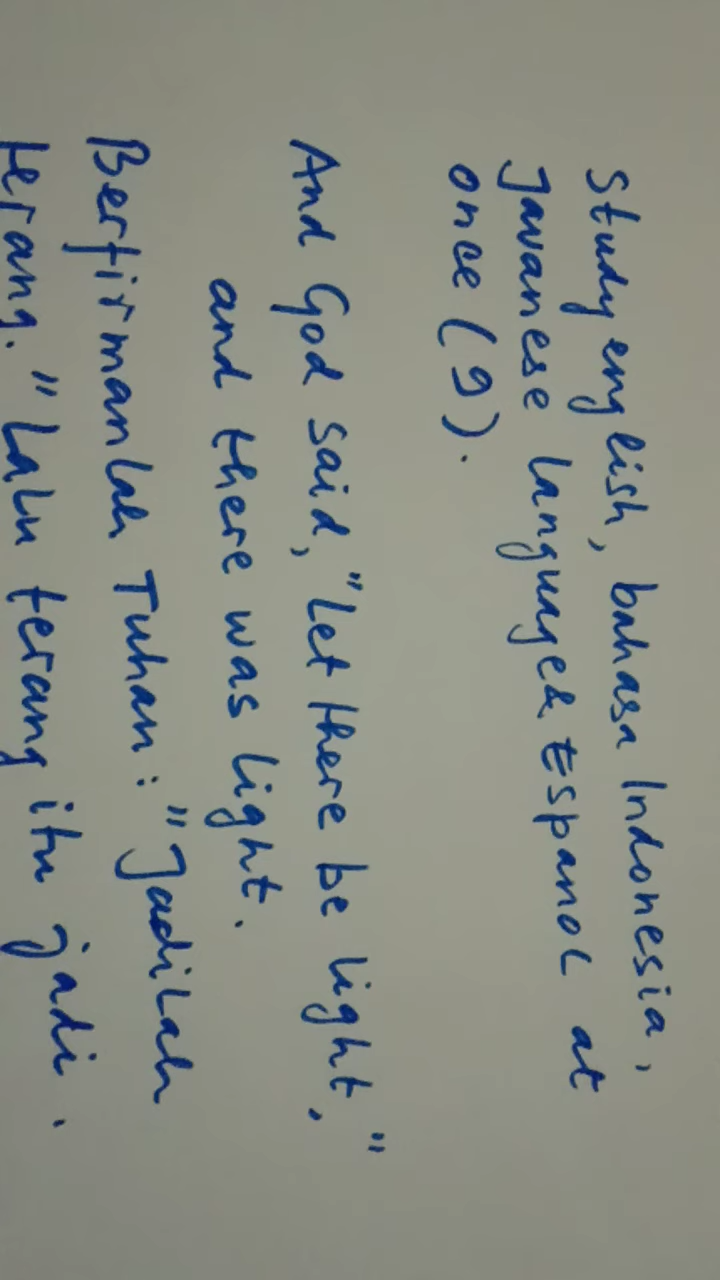 Study english, bahasa Indonesia,
Javanese language & Espanol at
once (9).
And God said, "Let there be light,"
and there was light.
Berfirmanlah Tuhan: "Jadilah
terang." Lalu terang itu jadi.